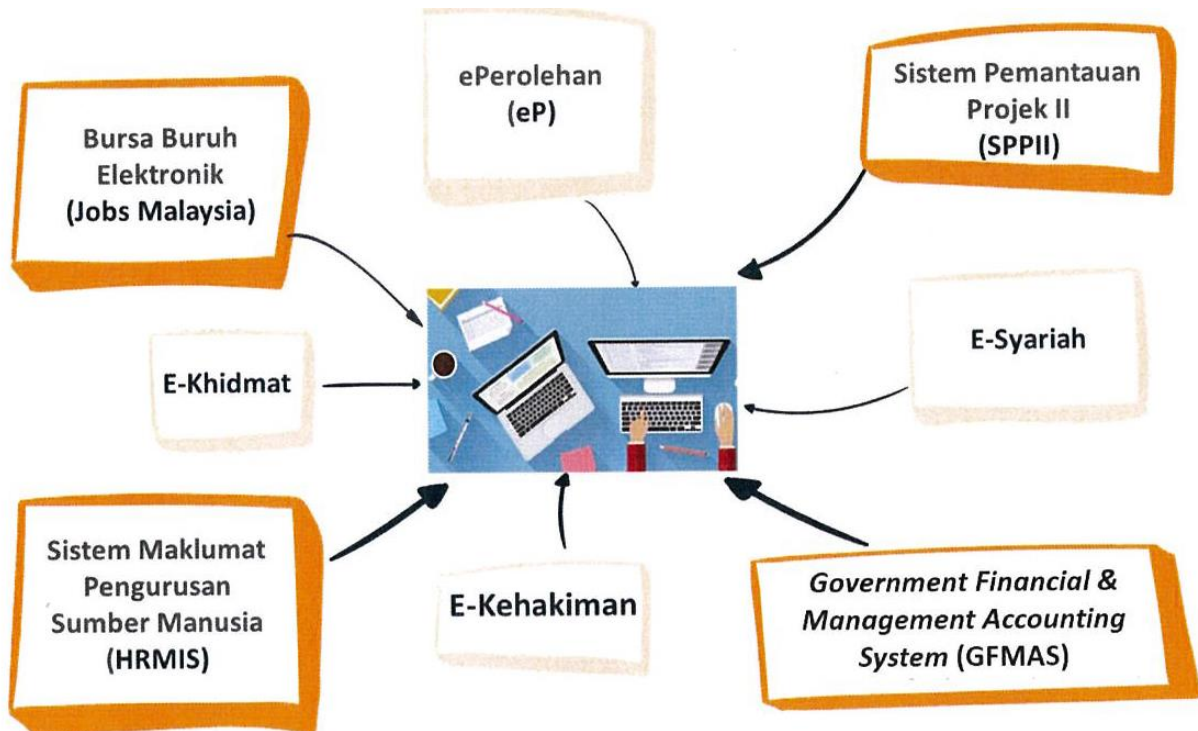 ePerolehan
(eP)
Sistem Pemantauan
Projek II
(SPPII)
Bursa Buruh
Elektronik
(Jobs Malaysia)
E-Syariah
E-Khidmat
Sistem Maklumat
Pengurusan
Sumber Manusia
(HRMIS)
E-Kehakiman
Government Financial &
Management Accounting
System (GFMAS)